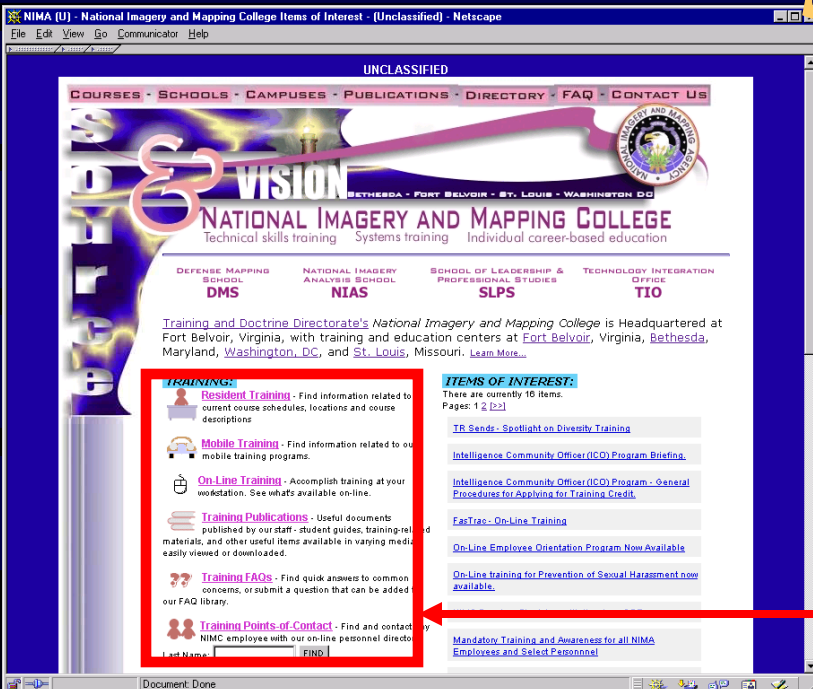 NIMA (U) - National Imagery and Mapping College Items of Interest - (Unclassified) - Netscape
File Edit View Go Communicator Help
UNCLASSIFIED
COURSES - SCHOOLS - CAMPUSES - PUBLICATIONS - DIRECTORY - FAQ - CONTACT US
Source
& VISION
NATIONAL IMAGERY AND MAPPING AGENCY
BETHESDA - FORT BELVOIR - ST. LOUIS - WASHINGTON DC
NATIONAL IMAGERY AND MAPPING COLLEGE
Technical skills training Systems training Individual career-based education
DEFENSE MAPPING SCHOOL
DMS
NATIONAL IMAGERY ANALYSIS SCHOOL
NIAS
SCHOOL OF LEADERSHIP & PROFESSIONAL STUDIES
SLPS
TECHNOLOGY INTEGRATION OFFICE
TIO
Training and Doctrine Directorate's National Imagery and Mapping College is Headquartered at
Fort Belvoir, Virginia, with training and education centers at Fort Belvoir, Virginia, Bethesda,
Maryland, Washington, DC, and St. Louis, Missouri. Learn More...
TRAINING:
Resident Training - Find information related to
current course schedules, locations and course
descriptions
Mobile Training - Find information related to our
mobile training programs.
On-Line Training - Accomplish training at your
workstation. See what's available on-line.
Training Publications - Useful documents
published by our staff - student guides, training-related
materials, and other useful items available in varying media
easily viewed or downloaded.
Training FAQs - Find quick answers to common
concerns, or submit a question that can be added
our FAQ library.
Training Points-of-Contact - Find and contact
NIMC employee with our on-line personnel
Last Name: FIND
ITEMS OF INTEREST:
There are currently 16 items.
Pages: 1 2 [>>]
TR Sends - Spotlight on Diversity Training
Intelligence Community Officer (ICO) Program Briefing.
Intelligence Community Officer (ICO) Program - General
Procedures for Applying for Training Credit.
FasTrac - On-Line Training
On-Line Employee Orientation Program Now Available
On-Line training for Prevention of Sexual Harassment now
available.
Mandatory Training and Awareness for all NIMA
Employees and Select Personnnel
Document: Done